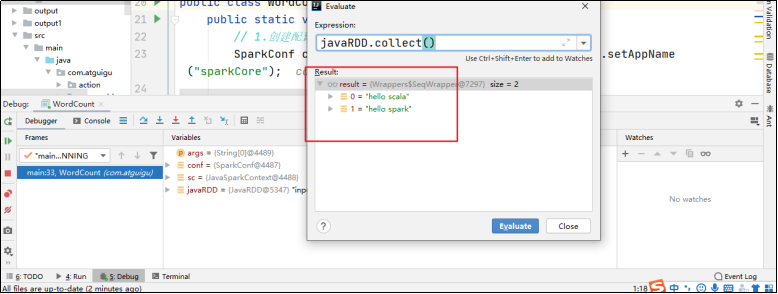 output
output1
src
main
java
com.atguigu
action
20
public class WordCo
21
public static v
22
// 1.创建配
23
SparkConf c
.setAppName
("sparkCore"); c
24
Evaluate
Expression:
javaRDD.collect()
Use Ctrl+Shift+Enter to add to Watches
Result:
result = {Wrappers$SeqWrapper@7297} size = 2
0 = "hello scala"
1 = "hello spark"
?
Evaluate
Close
Database
Ant
Debug:
WordCount
Debugger
Console
Frames
Variables
Watches
"main...NNING
main:33, WordCount (com.atguigu)
args = {String[0]@4489}
conf = {SparkConf@4487}
sc = {JavaSparkContext@4488}
javaRDD = {JavaRDD@5347} "inp
No watches
6: TODO
4: Run
5: Debug
Terminal
Event Log
All files are up-to-date (2 minutes ago)
1:18
中